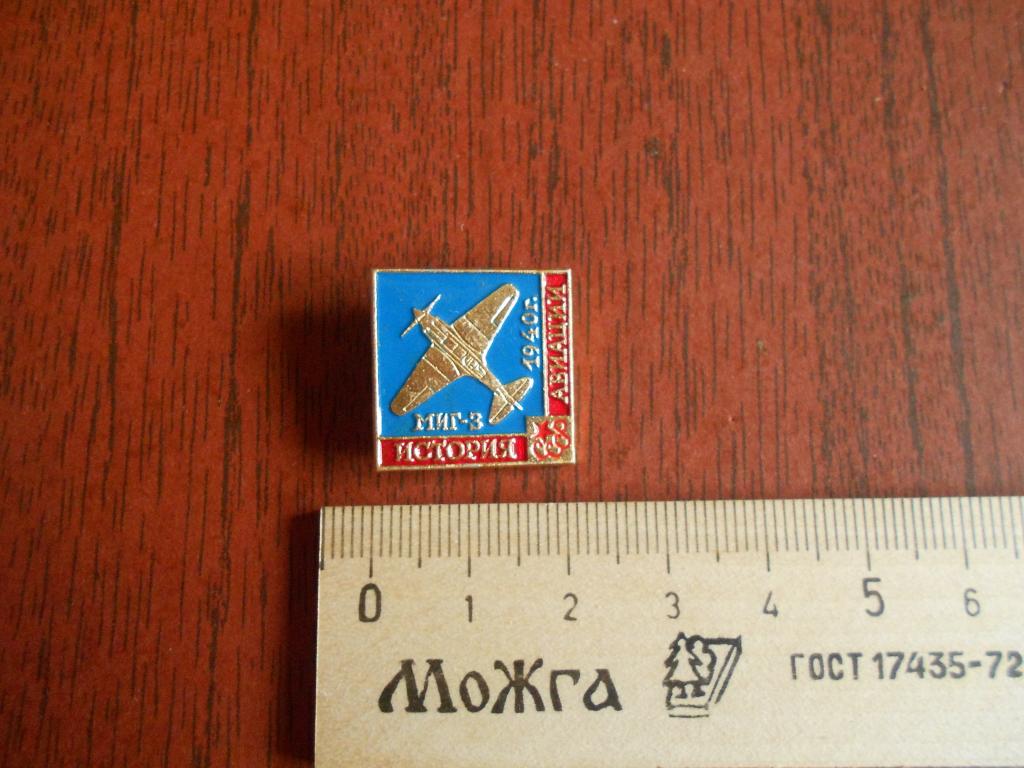 1940г.
АВИАЦИИ
МИГ-3
ИСТОРИЯ
0 1 2 3 4 5 6
МоЖга ГОСТ 17435-72